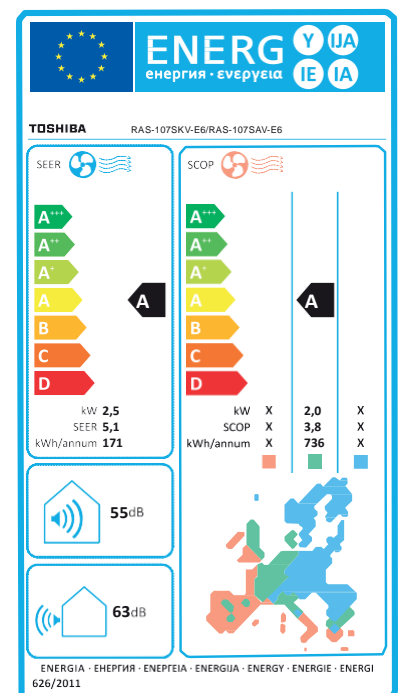 ENERG
енергия · ενεργεια
Y IJA
IE IA
TOSHIBA RAS-107SKV-E6/RAS-107SAV-E6
SEER
SCOP
A+++
A++
A+
A
B
C
D
A
kW 2,5
SEER 5,1
kWh/annum 171
A+++
A++
A+
A
B
C
D
A
kW X 2,0 X
SCOP X 3,8 X
kWh/annum X 736 X
55dB
63dB
ENERGIA · ЕНЕРГИЯ · ΕΝΕΡΓΕΙΑ · ENERGIJA · ENERGY · ENERGIE · ENERGI
626/2011